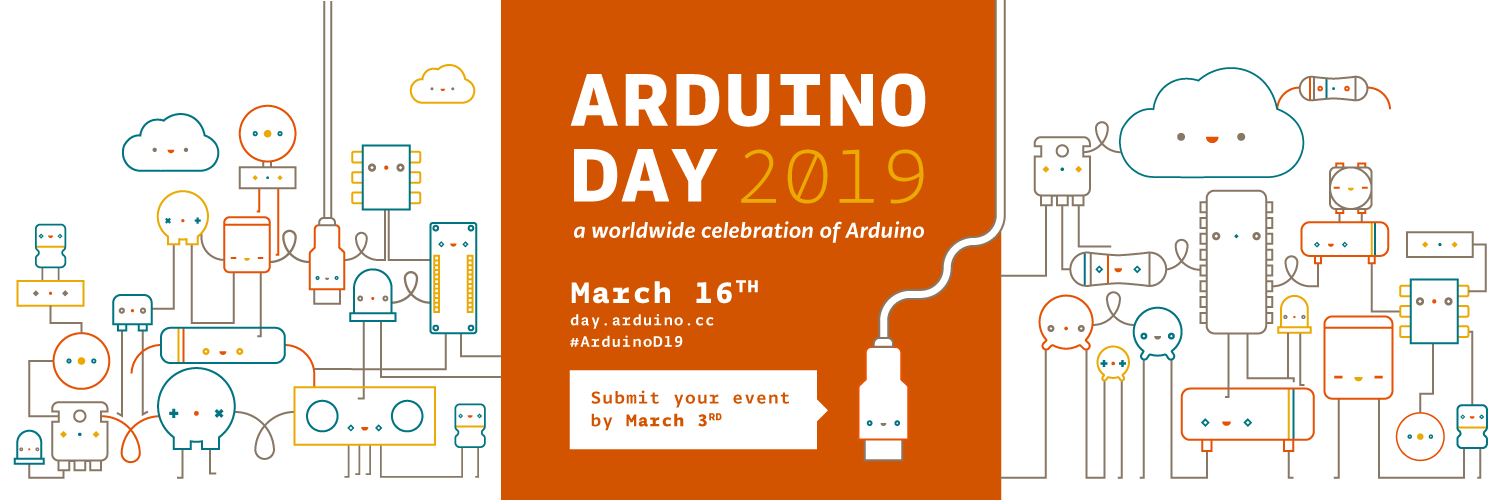 ARDUINO
DAY 2019
a worldwide celebration of Arduino
March 16TH
day.arduino.cc
#ArduinoD19
Submit your event
by March 3RD